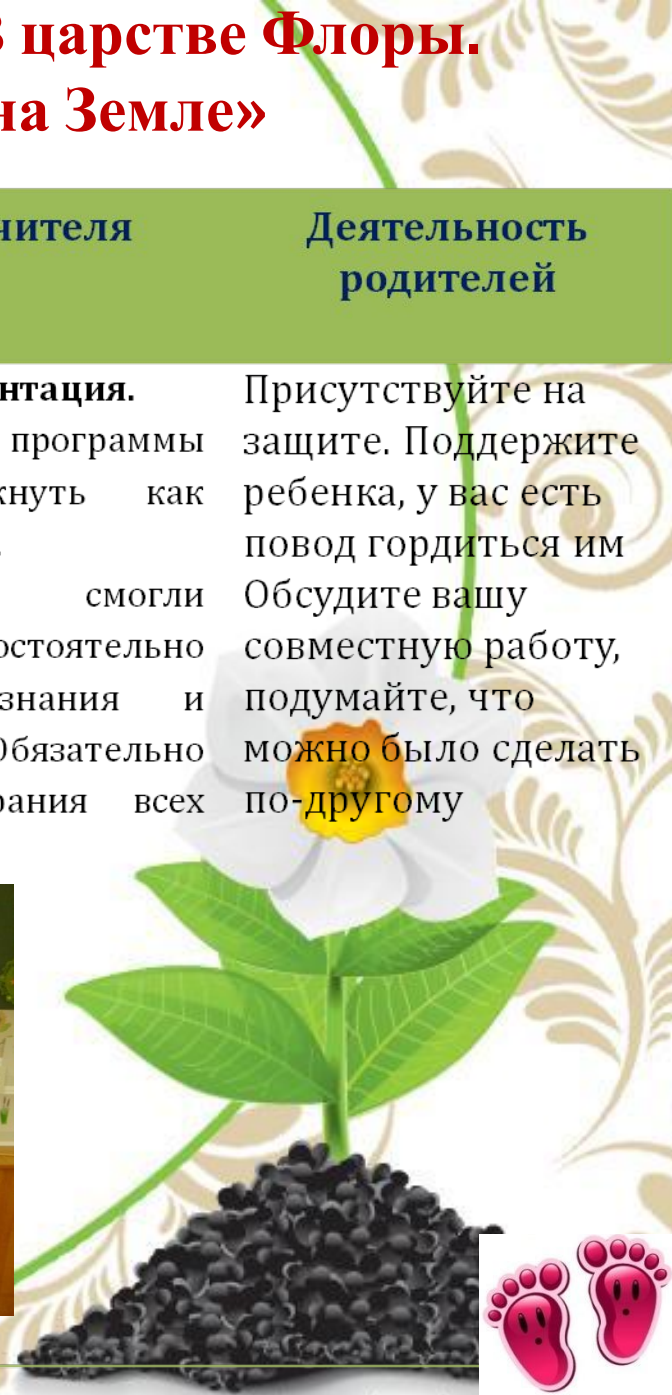 В царстве Флоры.
на Земле»
чителя
Деятельность
родителей
нтация.
программы
кнуть как
смогли
остоятельно
знания и
Обязательно
рания всех
Присутствуйте на
защите. Поддержите
ребенка, у вас есть
повод гордиться им
Обсудите вашу
совместную работу,
подумайте, что
можно было сделать
по-другому